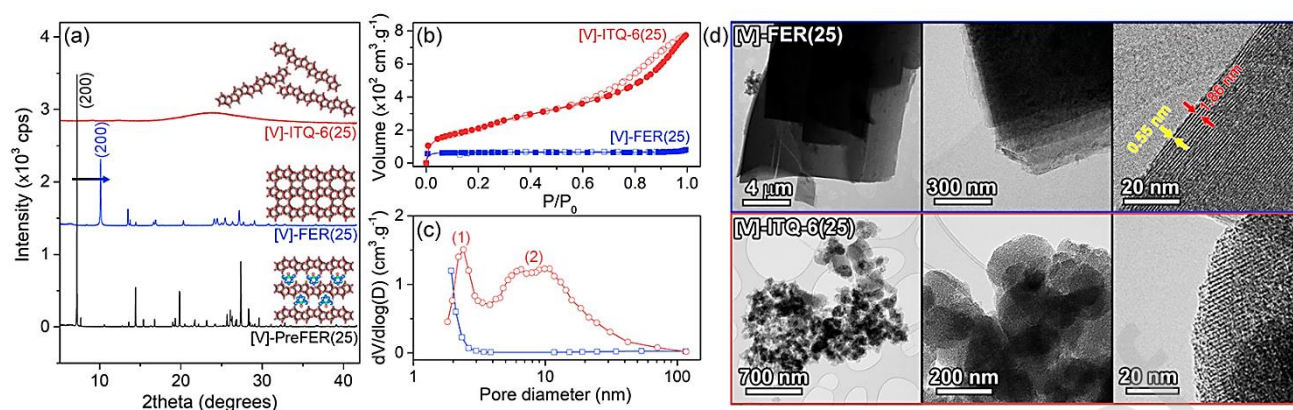 (a)
Intensity (x10³ cps)
4
3
2
1
0
(200)
(200)
[V]-ITQ-6(25)
[V]-FER(25)
[V]-PreFER(25)
10
20
30
40
2theta (degrees)
(b)
[V]-ITQ-6(25)
[V]-FER(25)
Volume (x10² cm³.g⁻¹)
8
6
4
2
0
0.0
0.2
0.4
0.6
0.8
1.0
P/P₀
(c)
(1)
(2)
dV/dlog(D) (cm³.g⁻¹)
2
1
0
1
10
100
Pore diameter (nm)
(d)
[V]-FER(25)
4 µm
300 nm
0.55 nm
1.86 nm
20 nm
[V]-ITQ-6(25)
700 nm
200 nm
20 nm